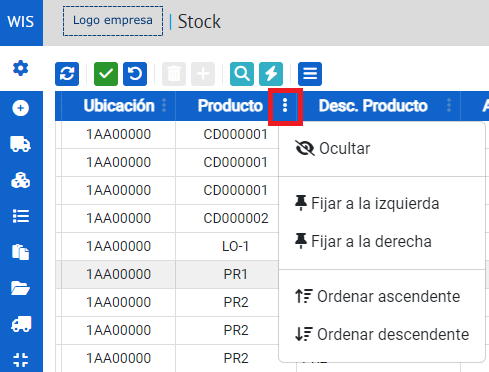 WIS
Logo empresa
| Stock
Ubicación Producto Desc. Producto
1AA00000 CD000001
1AA00000 CD000001
1AA00000 CD000001
1AA00000 CD000002
1AA00000 LO-1
1AA00000 PR1
1AA00000 PR2
1AA00000 PR2
1AA00000 PR2
Ocultar
Fijar a la izquierda
Fijar a la derecha
Ordenar ascendente
Ordenar descendente